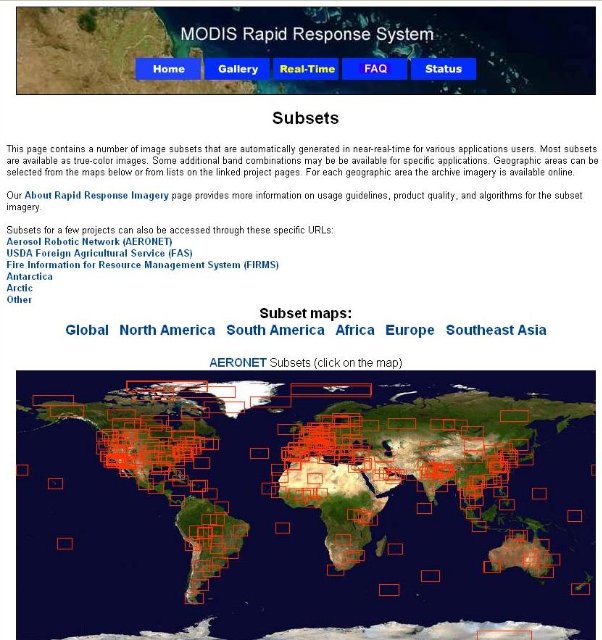 MODIS Rapid Response System
Home Gallery Real-Time FAQ Status
Subsets
This page contains a number of image subsets that are automatically generated in near-real-time for various applications users. Most subsets
are available as true-color images. Some additional band combinations may be be available for specific applications. Geographic areas can be
selected from the maps below or from lists on the linked project pages. For each geographic area the archive imagery is available online.
Our About Rapid Response Imagery page provides more information on usage guidelines, product quality, and algorithms for the subset
imagery.
Subsets for a few projects can also be accessed through these specific URLs:
Aerosol Robotic Network (AERONET)
USDA Foreign Agricultural Service (FAS)
Fire Information for Resource Management System (FIRMS)
Antarctica
Arctic
Other
Subset maps:
Global North America South America Africa Europe Southeast Asia
AERONET Subsets (click on the map)